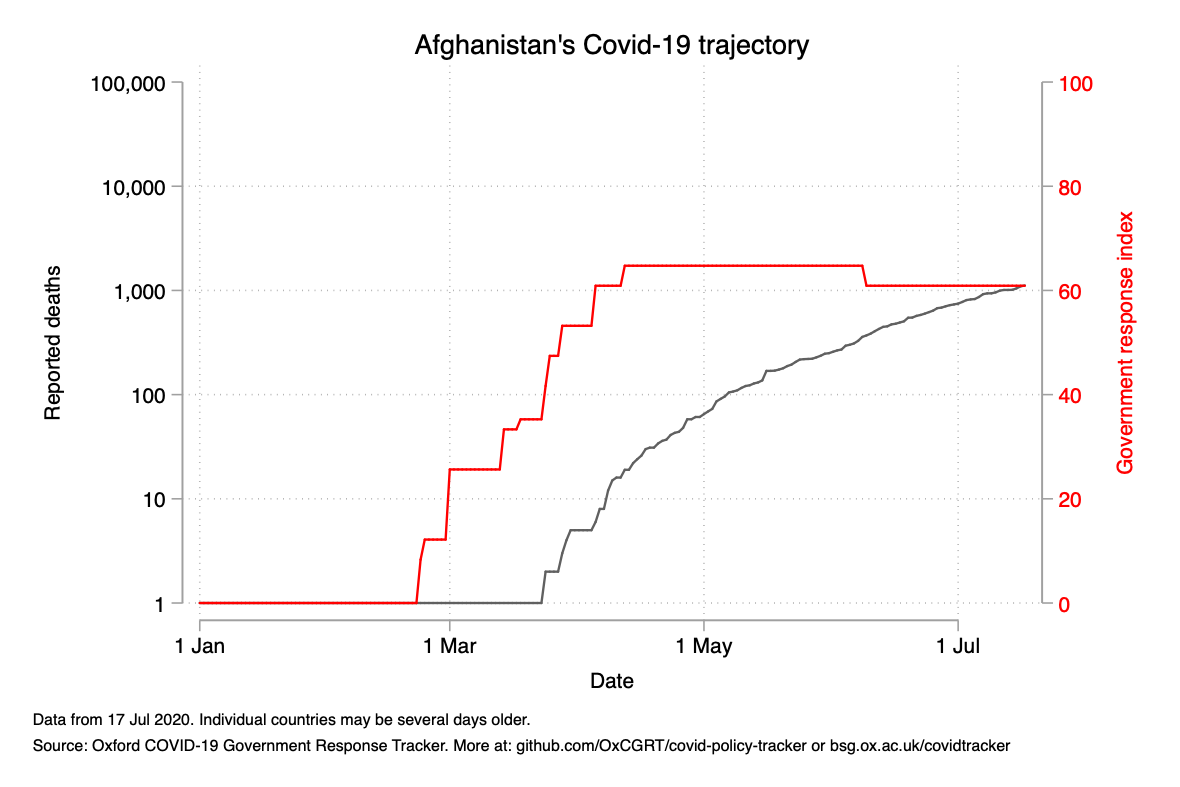 Afghanistan's Covid-19 trajectory
100,000
10,000
1,000
100
10
1
Reported deaths
100
80
60
40
20
0
Government response index
1 Jan
1 Mar
1 May
1 Jul
Date
Data from 17 Jul 2020. Individual countries may be several days older.
Source: Oxford COVID-19 Government Response Tracker. More at: github.com/OxCGRT/covid-policy-tracker or bsg.ox.ac.uk/covidtracker